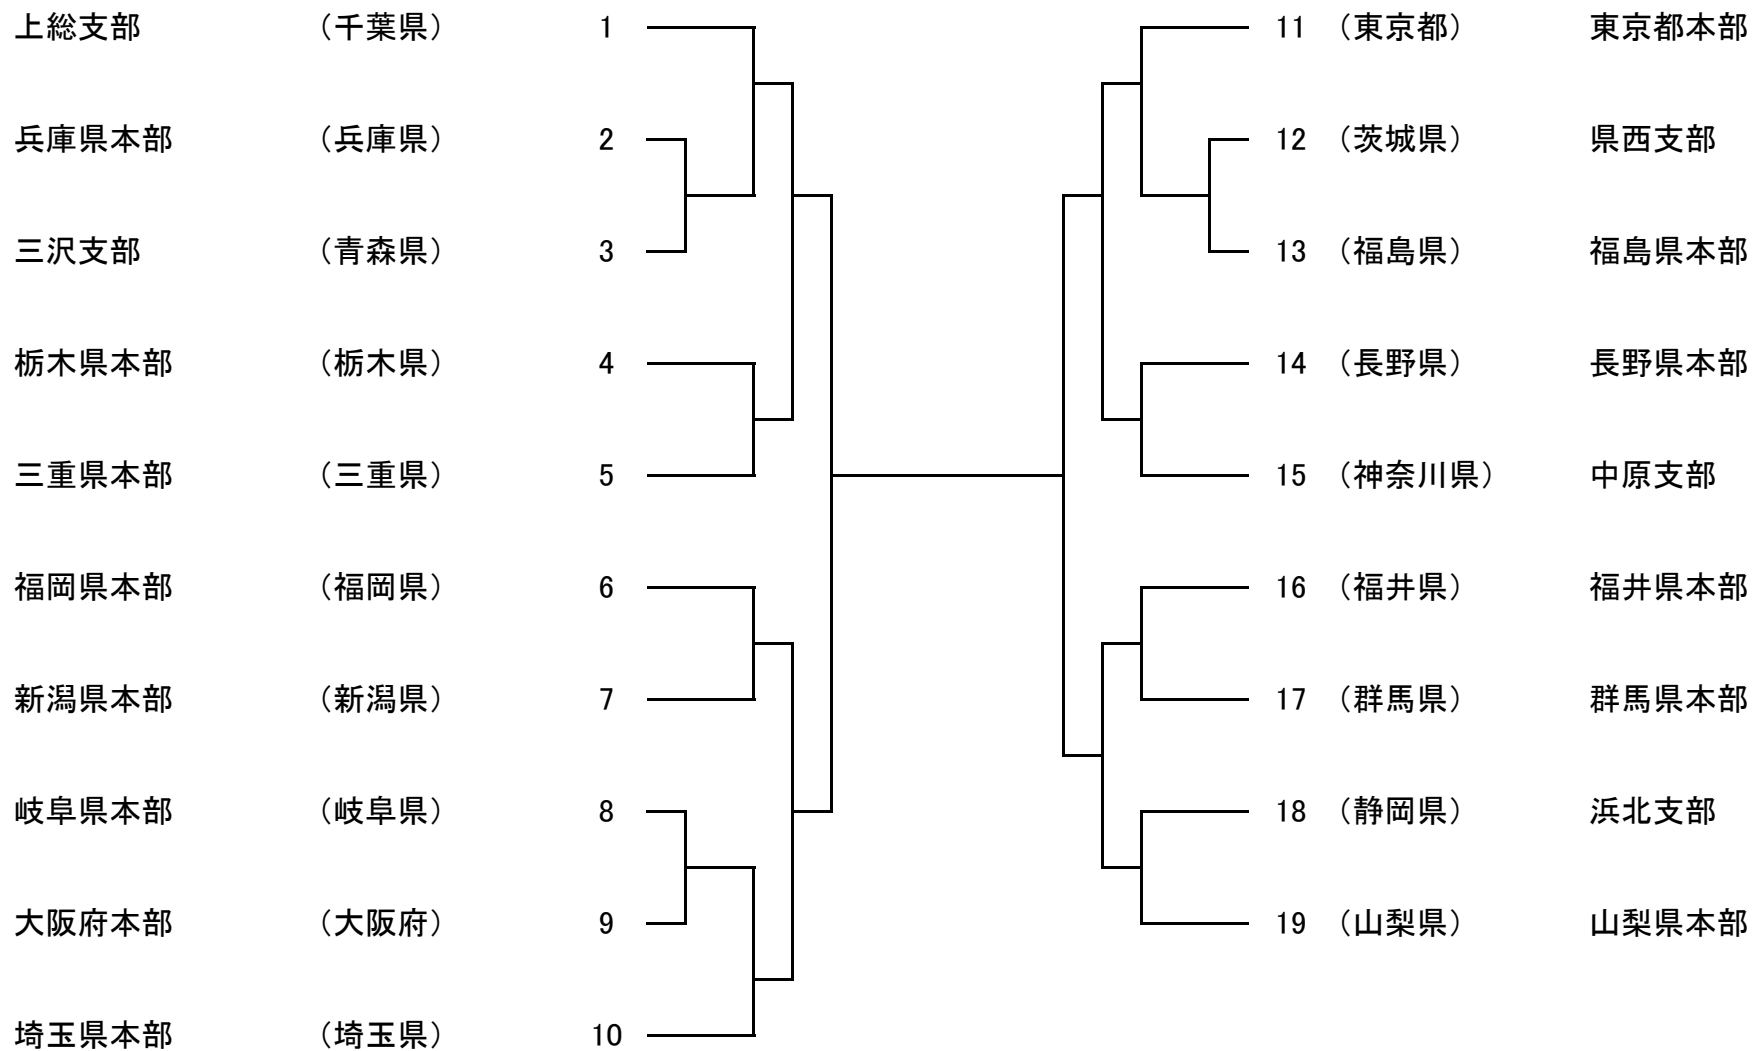 上総支部 （千葉県） 1
兵庫県本部 （兵庫県） 2
三沢支部 （青森県） 3
栃木県本部 （栃木県） 4
三重県本部 （三重県） 5
福岡県本部 （福岡県） 6
新潟県本部 （新潟県） 7
岐阜県本部 （岐阜県） 8
大阪府本部 （大阪府） 9
埼玉県本部 （埼玉県） 10
11 （東京都） 東京都本部
12 （茨城県） 県西支部
13 （福島県） 福島県本部
14 （長野県） 長野県本部
15 （神奈川県） 中原支部
16 （福井県） 福井県本部
17 （群馬県） 群馬県本部
18 （静岡県） 浜北支部
19 （山梨県） 山梨県本部